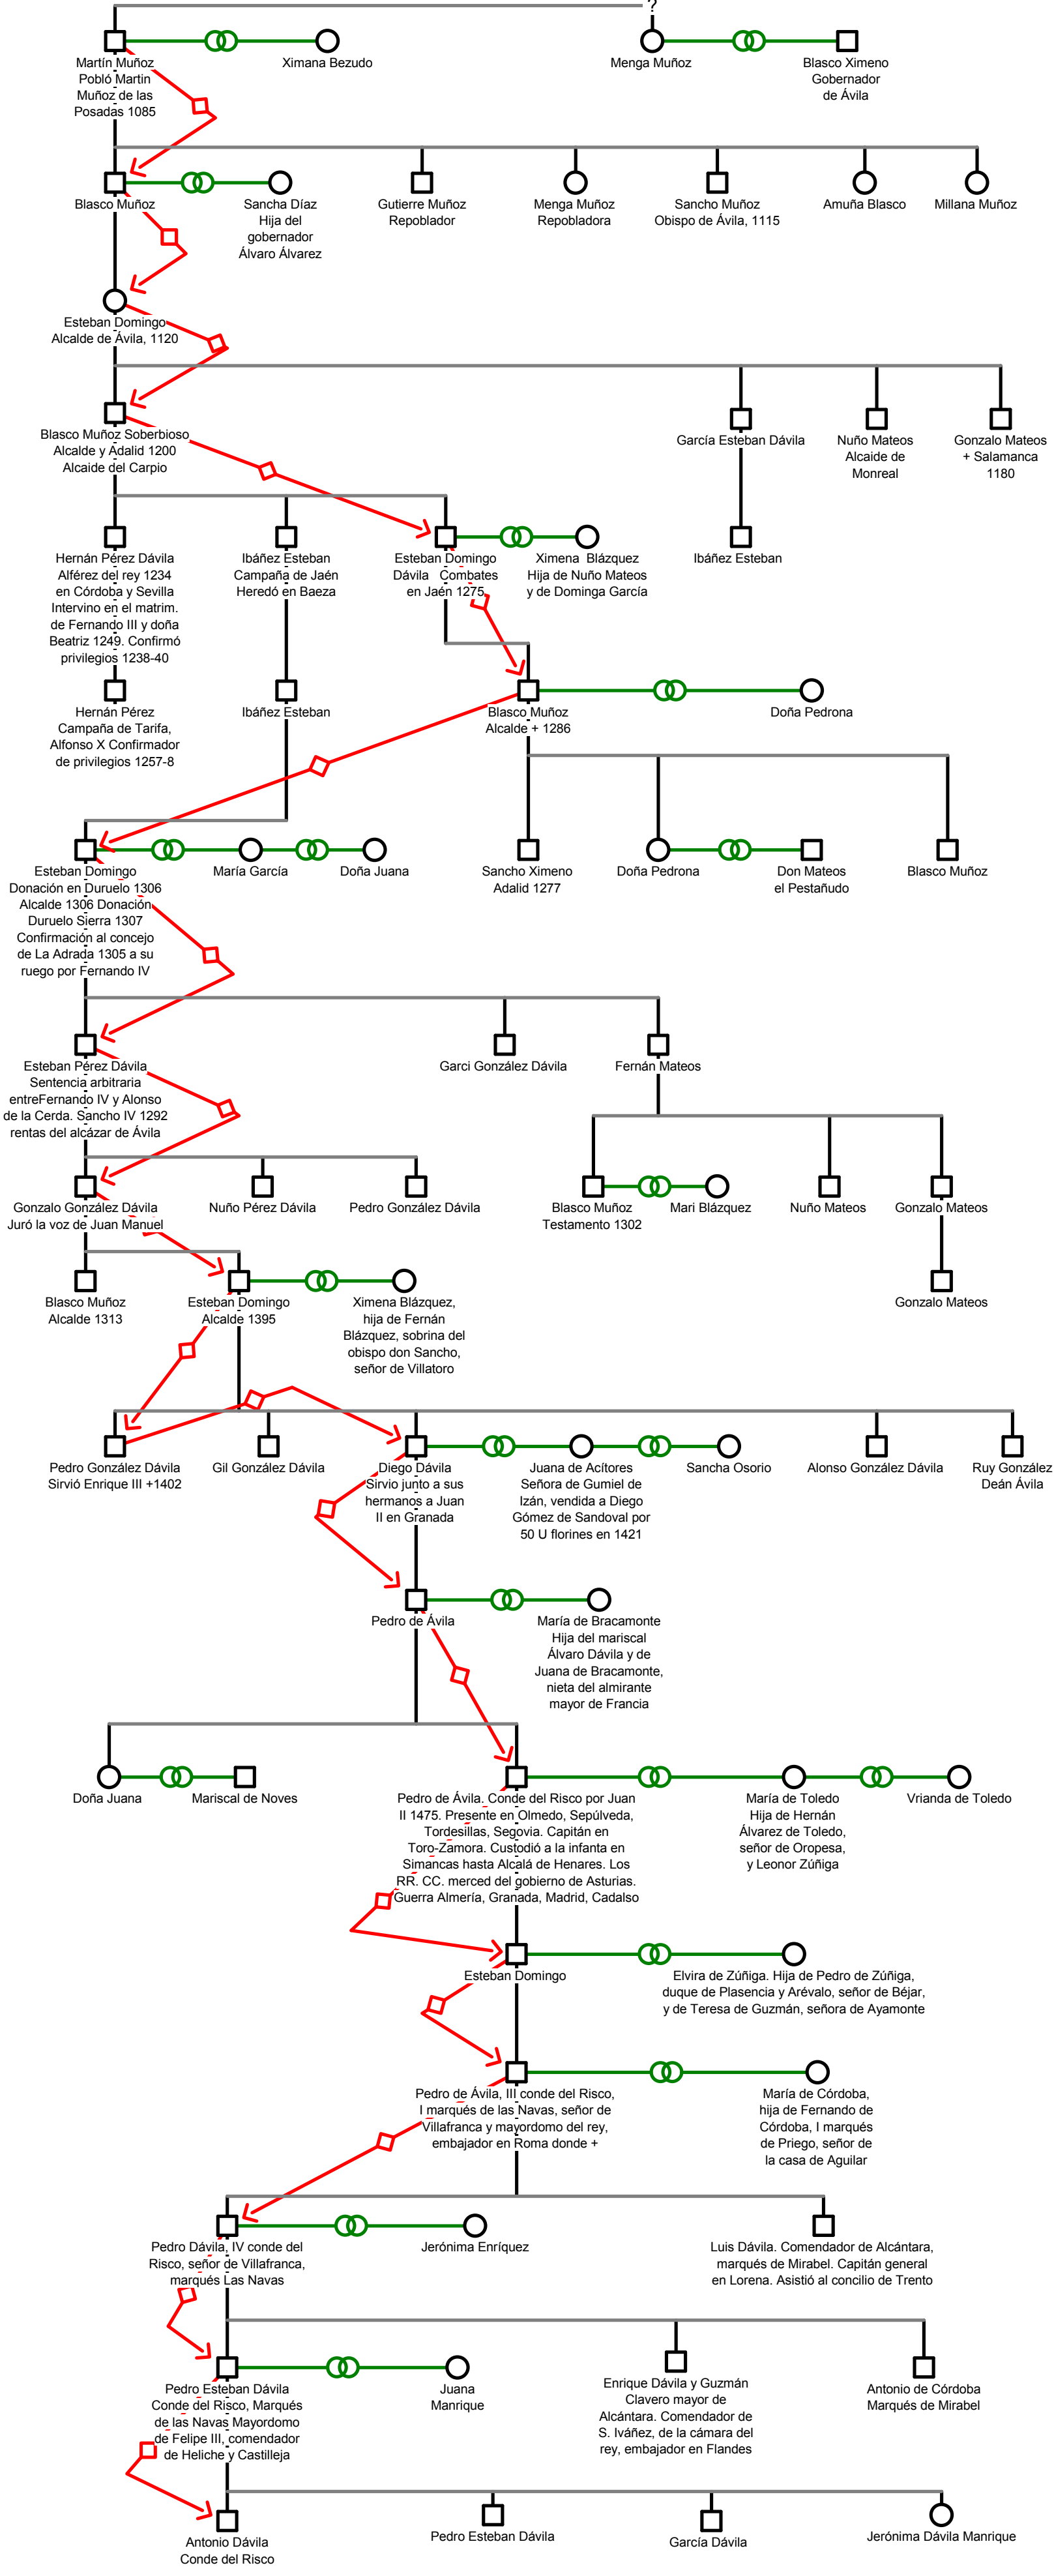 ?
Martín Muñoz
Pobló Martin
Muñoz de las
Posadas 1085
Ximana Bezudo
Menga Muñoz
Blasco Ximeno
Gobernador
de Ávila
Blasco Muñoz
Sancha Díaz
Hija del
gobernador
Álvaro Álvarez
Gutierre Muñoz
Repoblador
Menga Muñoz
Repobladora
Sancho Muñoz
Obispo de Ávila, 1115
Amuña Blasco
Millana Muñoz
Esteban Domingo
Alcalde de Ávila, 1120
Blasco Muñoz Soberbioso
Alcalde y Adalid 1200
Alcaide del Carpio
García Esteban Dávila
Nuño Mateos
Alcaide de
Monreal
Gonzalo Mateos
+ Salamanca
1180
Hernán Pérez Dávila
Alférez del rey 1234
en Córdoba y Sevilla
Intervino en el matrim.
de Fernando III y doña
Beatriz 1249. Confirmó
privilegios 1238-40
Ibáñez Esteban
Campaña de Jaén
Heredó en Baeza
Esteban Domingo
Dávila Combates
en Jaén 1275
Ximena Blázquez
Hija de Nuño Mateos
y de Dominga García
Ibáñez Esteban
Hernán Pérez
Campaña de Tarifa,
Alfonso X Confirmador
de privilegios 1257-8
Ibáñez Esteban
Blasco Muñoz
Alcalde + 1286
Doña Pedrona
Esteban Domingo
Donación en Duruelo 1306
Alcalde 1306 Donación
Duruelo Sierra 1307
Confirmación al concejo
de La Adrada 1305 a su
ruego por Fernando IV
María García
Doña Juana
Sancho Ximeno
Adalid 1277
Doña Pedrona
Don Mateos
el Pestañudo
Blasco Muñoz
Esteban Pérez Dávila
Sentencia arbitraria
entreFernando IV y Alonso
de la Cerda. Sancho IV 1292
rentas del alcázar de Ávila
Garci González Dávila
Fernán Mateos
Gonzalo González Dávila
Juró la voz de Juan Manuel
Nuño Pérez Dávila
Pedro González Dávila
Blasco Muñoz
Testamento 1302
Mari Blázquez
Nuño Mateos
Gonzalo Mateos
Blasco Muñoz
Alcalde 1313
Esteban Domingo
Alcalde 1395
Ximena Blázquez,
hija de Fernán
Blázquez, sobrina del
obispo don Sancho,
señor de Villatoro
Gonzalo Mateos
Pedro González Dávila
Sirvió Enrique III +1402
Gil González Dávila
Diego Dávila
Sirvio junto a sus
hermanos a Juan
II en Granada
Juana de Acítores
Señora de Gumiel de
Izán, vendida a Diego
Gómez de Sandoval por
50 U florines en 1421
Sancha Osorio
Alonso González Dávila
Ruy González
Deán Ávila
Pedro de Ávila
María de Bracamonte
Hija del mariscal
Álvaro Dávila y de
Juana de Bracamonte,
nieta del almirante
mayor de Francia
Doña Juana
Mariscal de Noves
Pedro de Ávila. Conde del Risco por Juan
II 1475. Presente en Olmedo, Sepúlveda,
Tordesillas, Segovia. Capitán en
Toro-Zamora. Custodió a la infanta en
Simancas hasta Alcalá de Henares. Los
RR. CC. merced del gobierno de Asturias.
Guerra Almería, Granada, Madrid, Cadalso
María de Toledo
Hija de Hernán
Álvarez de Toledo,
señor de Oropesa,
y Leonor Zúñiga
Vrianda de Toledo
Esteban Domingo
Elvira de Zúñiga. Hija de Pedro de Zúñiga,
duque de Plasencia y Arévalo, señor de Béjar,
y de Teresa de Guzmán, señora de Ayamonte
Pedro de Ávila, III conde del Risco,
I marqués de las Navas, señor de
Villafranca y mayordomo del rey,
embajador en Roma donde +
María de Córdoba,
hija de Fernando de
Córdoba, I marqués
de Priego, señor de
la casa de Aguilar
Pedro Dávila, IV conde del
Risco, señor de Villafranca,
marqués Las Navas
Jerónima Enríquez
Luis Dávila. Comendador de Alcántara,
marqués de Mirabel. Capitán general
en Lorena. Asistió al concilio de Trento
Pedro Esteban Dávila
Conde del Risco, Marqués
de las Navas Mayordomo
de Felipe III, comendador
de Heliche y Castilleja
Juana
Manrique
Enrique Dávila y Guzmán
Clavero mayor de
Alcántara. Comendador de
S. Iváñez, de la cámara del
rey, embajador en Flandes
Antonio de Córdoba
Marqués de Mirabel
Antonio Dávila
Conde del Risco
Pedro Esteban Dávila
García Dávila
Jerónima Dávila Manrique